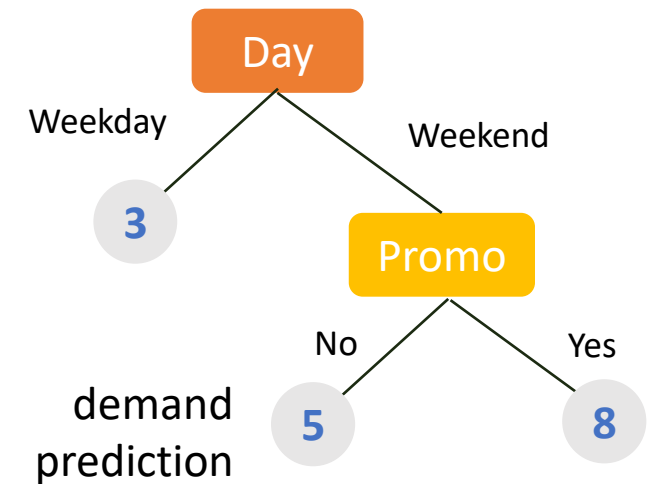 Day
Weekday
Weekend
3
Promo
No
Yes
demand
prediction
5
8